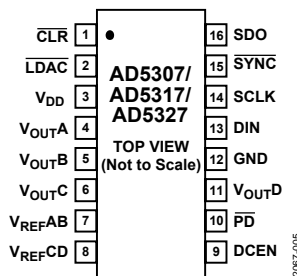 CLR 1
LDAC 2
VDD 3
VOUTA 4
VOUTB 5
VOUTC 6
VREFAB 7
VREFCD 8
AD5307/
AD5317/
AD5327
TOP VIEW
(Not to Scale)
16 SDO
15 SYNC
14 SCLK
13 DIN
12 GND
11 VOUTD
10 PD
9 DCEN
02067-005